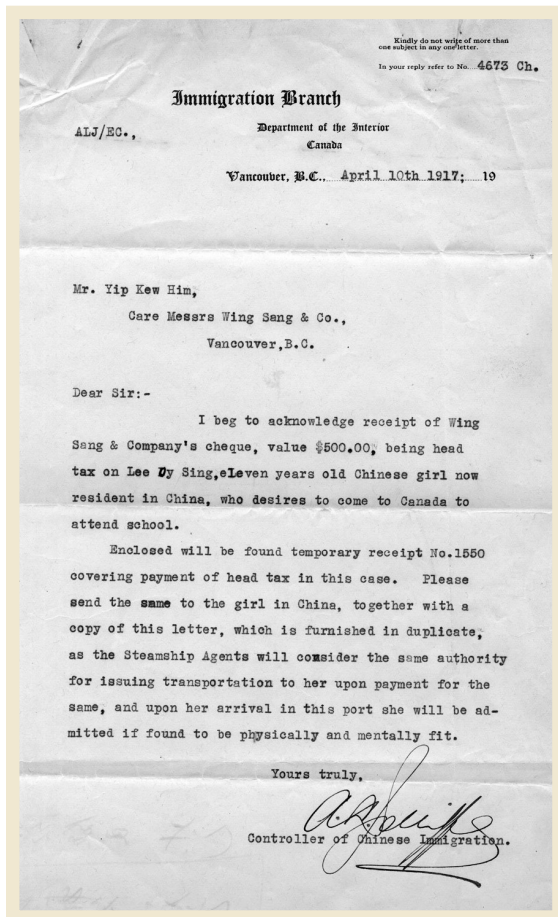 Kindly do not write of more than
one subject in any one letter.
In your reply refer to No. 4673 Ch.
Immigration Branch
ALJ/EC.,
Department of the Interior
Canada
Vancouver, B.C., April 10th 1917; 19
Mr. Yip Kew Him,
Care Messrs Wing Sang & Co.,
Vancouver,B.C.
Dear Sir:-
I beg to acknowledge receipt of Wing
Sang & Company's cheque, value $500.00, being head
tax on Lee Dy Sing,eleven years old Chinese girl now
resident in China, who desires to come to Canada to
attend school.
Enclosed will be found temporary receipt No.1550
covering payment of head tax in this case. Please
send the same to the girl in China, together with a
copy of this letter, which is furnished in duplicate,
as the Steamship Agents will consider the same authority
for issuing transportation to her upon payment for the
same, and upon her arrival in this port she will be ad-
mitted if found to be physically and mentally fit.
Yours truly,
Controller of Chinese Immigration.